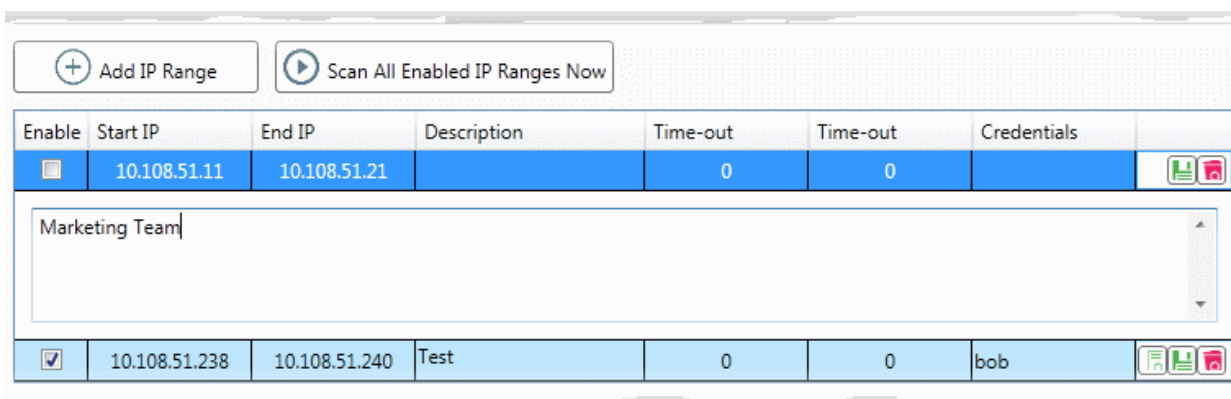 Add IP Range Scan All Enabled IP Ranges Now
Enable Start IP End IP Description Time-out Time-out Credentials
10.108.51.11 10.108.51.21 0 0
Marketing Team
10.108.51.238 10.108.51.240 Test 0 0 bob